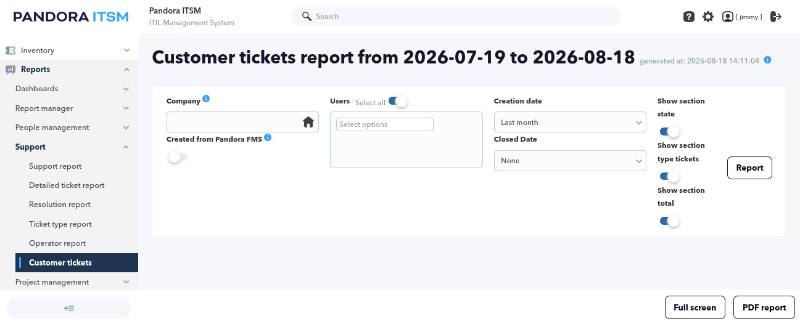 PANDORA ITSM
Pandora ITSM
ITIL Management System
Search
[ jimmy ]
Inventory
Reports
Dashboards
Report manager
People management
Support
Support report
Detailed ticket report
Resolution report
Ticket type report
Operator report
Customer tickets
Project management
Customer tickets report from 2026-07-19 to 2026-08-18 generated at: 2026-08-18 14:11:04
Company
Created from Pandora FMS
Users Select all
Select options
Creation date
Last month
Closed Date
None
Show section
state
Show section
type tickets
Show section
total
Report
Full screen
PDF report